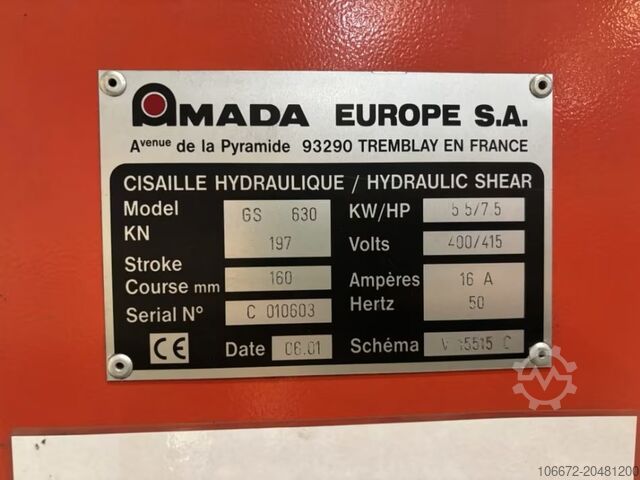 AMADA EUROPE S.A.
Avenue de la Pyramide 93290 TREMBLAY EN FRANCE
CISAILLE HYDRAULIQUE / HYDRAULIC SHEAR
Model GS 630 KW/HP 5.5/7.5
KN 197 Volts 400/415
Stroke
Course mm 160 Ampères 16 A
Hertz 50
Serial Nº C 010603
CE Date 06.01 Schéma 15515 C
106672-20481200